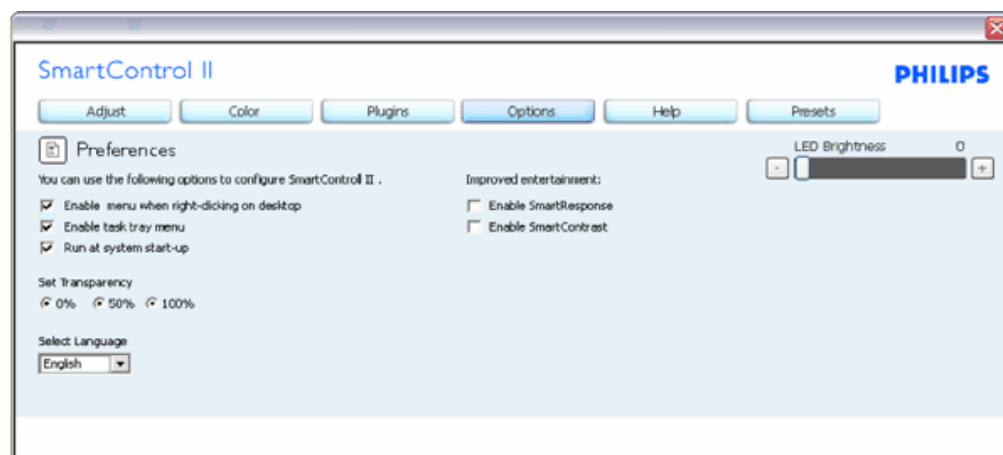 SmartControl II
PHILIPS
Adjust Color Plugins Options Help Presets
Preferences
LED Brightness 0
- +
You can use the following options to configure SmartControl II .
Improved entertainment:
Enable menu when right-clicking on desktop
Enable SmartResponse
Enable task tray menu
Enable SmartContrast
Run at system start-up
Set Transparency
0% 50% 100%
Select Language
English